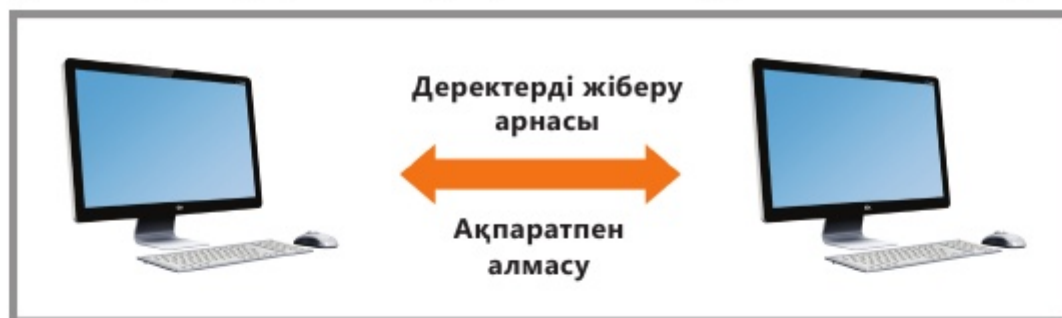 Деректерді жіберу
арнасы
Ақпаратпен
алмасу